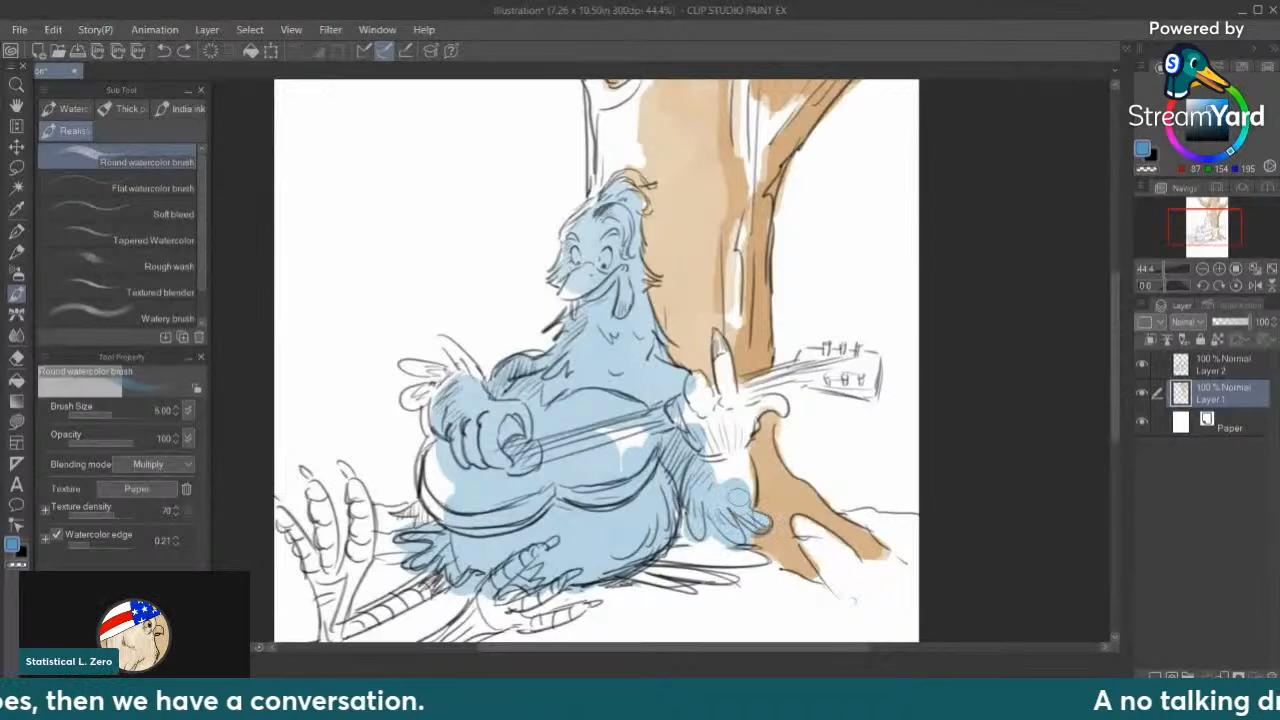 Illustration* (7.26 x 10.50in 300dpi 44.4%) - CLIP STUDIO PAINT EX
File Edit Story(P) Animation Layer Select View Filter Window Help
Powered by
StreamYard
Sub Tool
Thick India ink
Round watercolor brush
Flat watercolor brush
Soft bleed
Tapered Watercolor
Rough wash
Textured blender
Watery brush
Tool Property
Round watercolor brush
Brush Size 5.00
Opacity 100
Blending mode Multiply
Texture Paper
Texture density 70
Watercolor edge 0.21
87 154 195
44.4
0.0
Layer
Normal 100
100 % Normal
Layer 2
100 % Normal
Layer 1
Paper
Statistical L. Zero
oes, then we have a conversation. A no talking dr